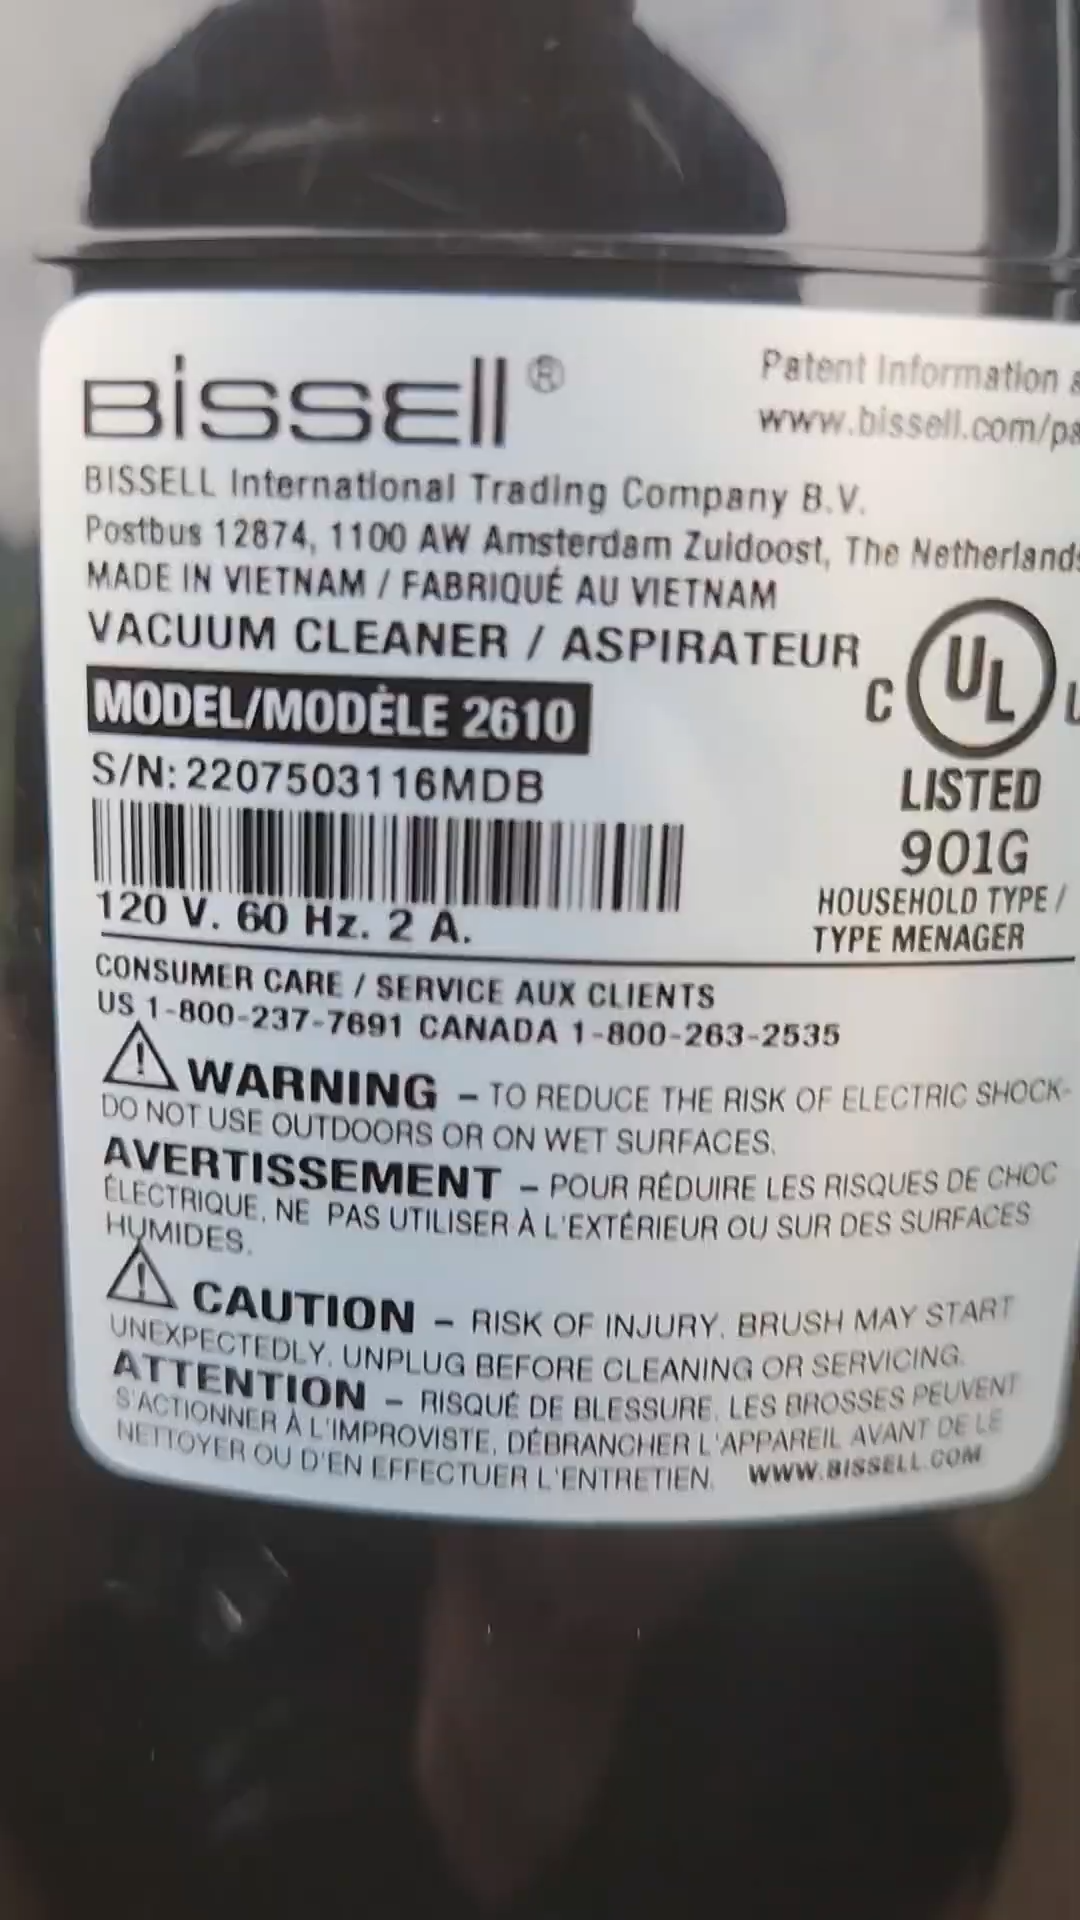 BISSELL®
Patent Information
www.bissell.com/pa
BISSELL International Trading Company B.V.
Postbus 12874, 1100 AW Amsterdam Zuidoost, The Netherlands
MADE IN VIETNAM / FABRIQUÉ AU VIETNAM
VACUUM CLEANER / ASPIRATEUR
MODEL/MODÈLE 2610
S/N: 2207503116MDB
120 V. 60 Hz. 2 A.
C UL
LISTED
901G
HOUSEHOLD TYPE /
TYPE MENAGER
CONSUMER CARE / SERVICE AUX CLIENTS
US 1-800-237-7691 CANADA 1-800-263-2535
WARNING – TO REDUCE THE RISK OF ELECTRIC SHOCK-
DO NOT USE OUTDOORS OR ON WET SURFACES.
AVERTISSEMENT – POUR RÉDUIRE LES RISQUES DE CHOC
ÉLECTRIQUE, NE PAS UTILISER À L'EXTÉRIEUR OU SUR DES SURFACES
HUMIDES.
CAUTION – RISK OF INJURY. BRUSH MAY START
UNEXPECTEDLY. UNPLUG BEFORE CLEANING OR SERVICING.
ATTENTION – RISQUÉ DE BLESSURE. LES BROSSES PEUVENT
S'ACTIONNER À L'IMPROVISTE, DÉBRANCHER L'APPAREIL AVANT DE LE
NETTOYER OU D'EN EFFECTUER L'ENTRETIEN. WWW.BISSELL.COM